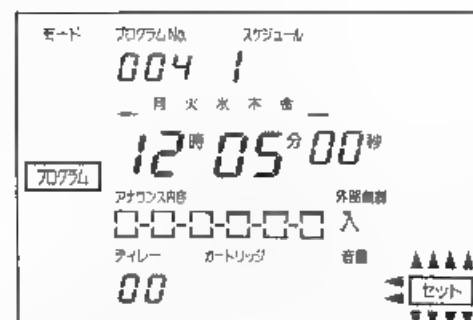 モード プログラムNo. スケジュール
004 1
月 火 水 木 金
12時 05分 00秒
プログラム
アナウンス内容 外部無制
□-□-□-□-□-□ 入
ディレー カートリッジ 音量
00
セット